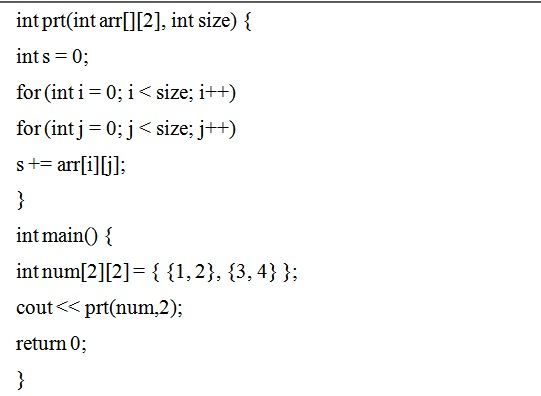 int prt(int arr[][2], int size) {
int s = 0;
for (int i = 0; i < size; i++)
for (int j = 0; j < size; j++)
s += arr[i][j];
}
int main() {
int num[2][2] = { {1, 2}, {3, 4} };
cout << prt(num,2);
return 0;
}